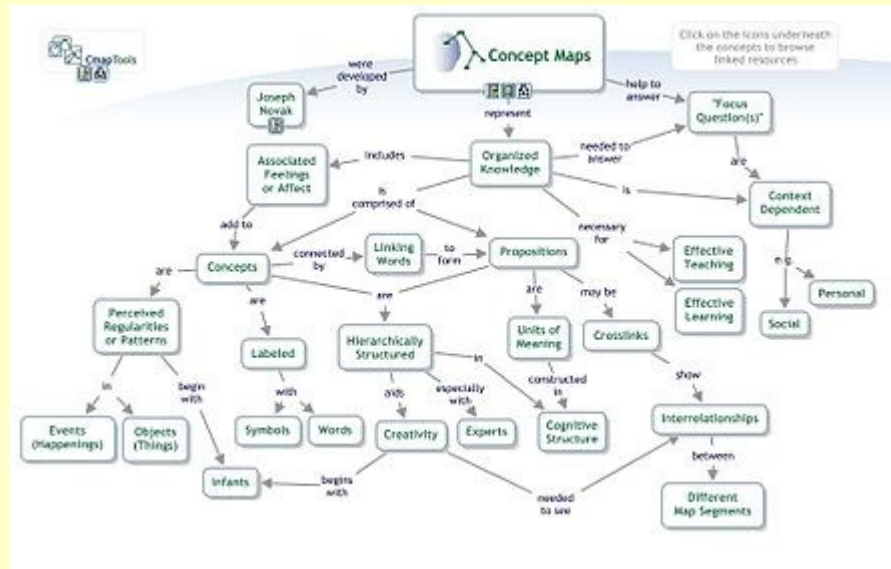 CmapTools
Concept Maps
Click on the icons underneath
the concepts to browse
linked resources
were
developed
by
help to
answer
Joseph
Novak
represent
"Focus
Question(s)"
Associated
Feelings
or Affect
includes
Organized
Knowledge
needed to
answer
are
is
comprised of
is
Context
Dependent
add to
necessary
for
Concepts
connected
by
Linking
Words
to
form
Propositions
Effective
Teaching
e.g.
are
are
are
are
may be
Personal
Effective
Learning
Perceived
Regularities
or Patterns
Labeled
Hierarchically
Structured
Units of
Meaning
Crosslinks
Social
in
begin
with
with
aids
especially
with
in
constructed
in
show
Events
(Happenings)
Objects
(Things)
Symbols
Words
Creativity
Experts
Cognitive
Structure
Interrelationships
Infants
begins
with
needed
to see
between
Different
Map Segments